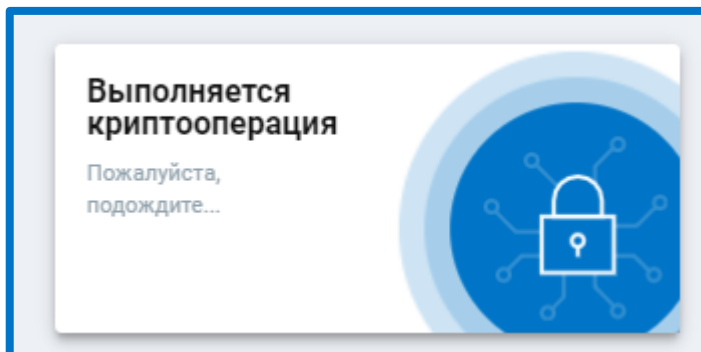 Выполняется
криптооперация
Пожалуйста,
подождите...